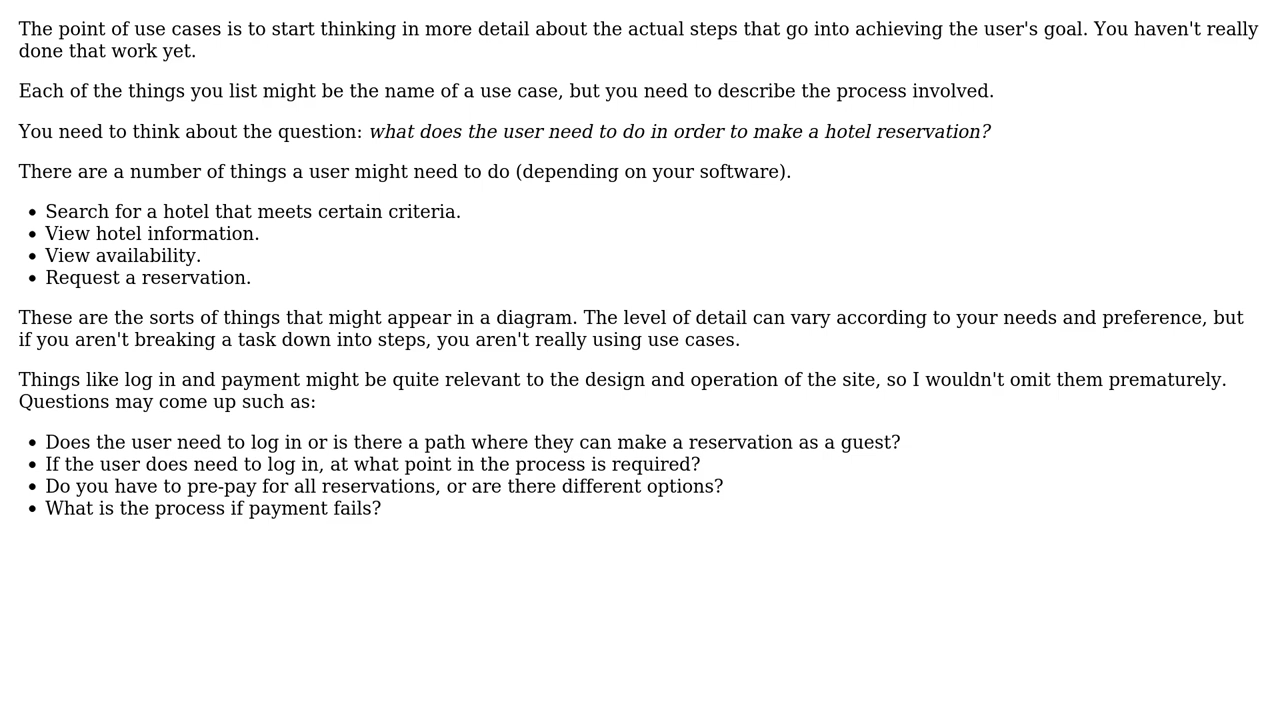 The point of use cases is to start thinking in more detail about the actual steps that go into achieving the user's goal. You haven't really
done that work yet.
Each of the things you list might be the name of a use case, but you need to describe the process involved.
You need to think about the question: what does the user need to do in order to make a hotel reservation?
There are a number of things a user might need to do (depending on your software).
• Search for a hotel that meets certain criteria.
• View hotel information.
• View availability.
• Request a reservation.
These are the sorts of things that might appear in a diagram. The level of detail can vary according to your needs and preference, but
if you aren't breaking a task down into steps, you aren't really using use cases.
Things like log in and payment might be quite relevant to the design and operation of the site, so I wouldn't omit them prematurely.
Questions may come up such as:
• Does the user need to log in or is there a path where they can make a reservation as a guest?
• If the user does need to log in, at what point in the process is required?
• Do you have to pre-pay for all reservations, or are there different options?
• What is the process if payment fails?